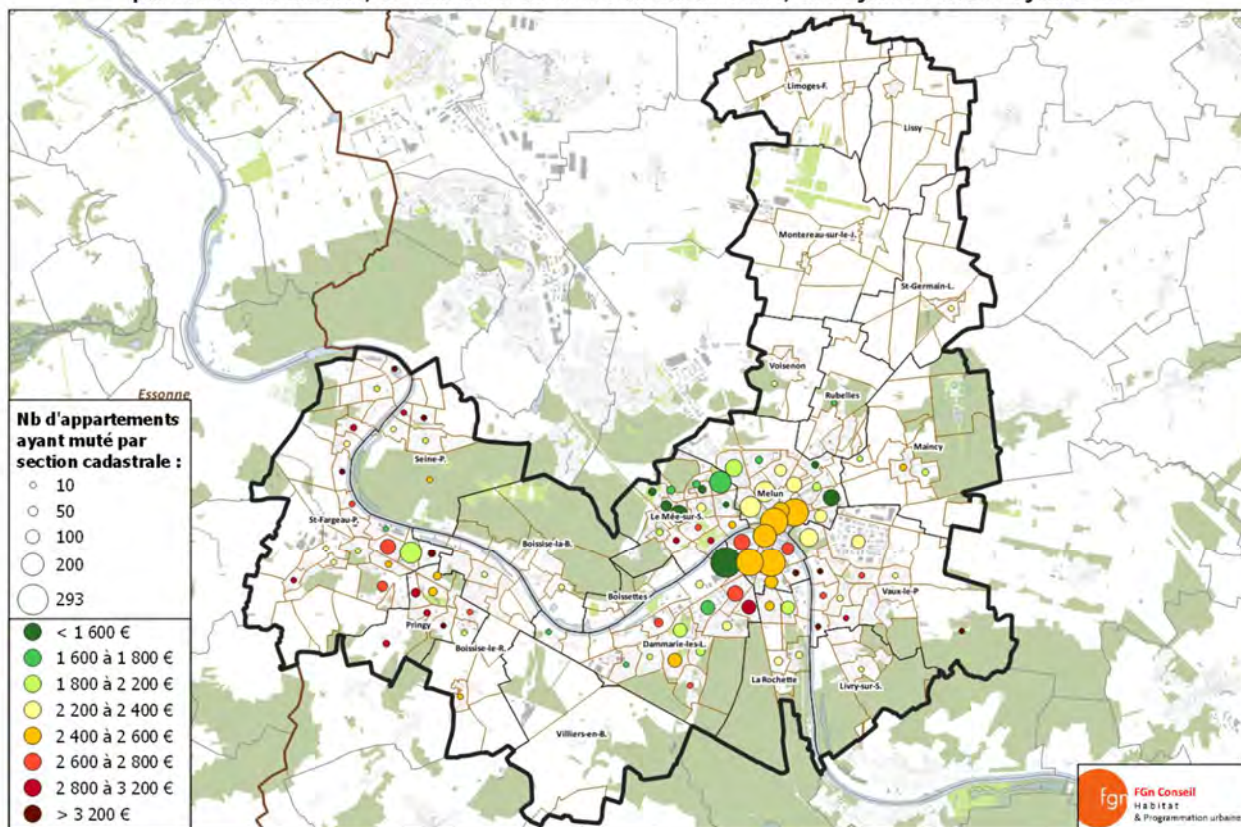 Limoges-F.
Lissy
Montereau-sur-le-J.
St-Germain-L.
Voisenon
Rubelles
Essonne
Maincy
Nb d'appartements
ayant muté par
section cadastrale :
10
50
100
200
293
Seine-P.
Melun
Le Mée-sur-S.
St-Fargeau-P.
Boissise-la-B.
Boissettes
Vaux-le-P
Pringy
Boissise-le-R.
Dammarie-les-L.
La Rochette
Livry-sur-S.
Villiers-en-B.
< 1 600 €
1 600 à 1 800 €
1 800 à 2 200 €
2 200 à 2 400 €
2 400 à 2 600 €
2 600 à 2 800 €
2 800 à 3 200 €
> 3 200 €
fgn
FGn Conseil
Habitat
& Programmation urbaine